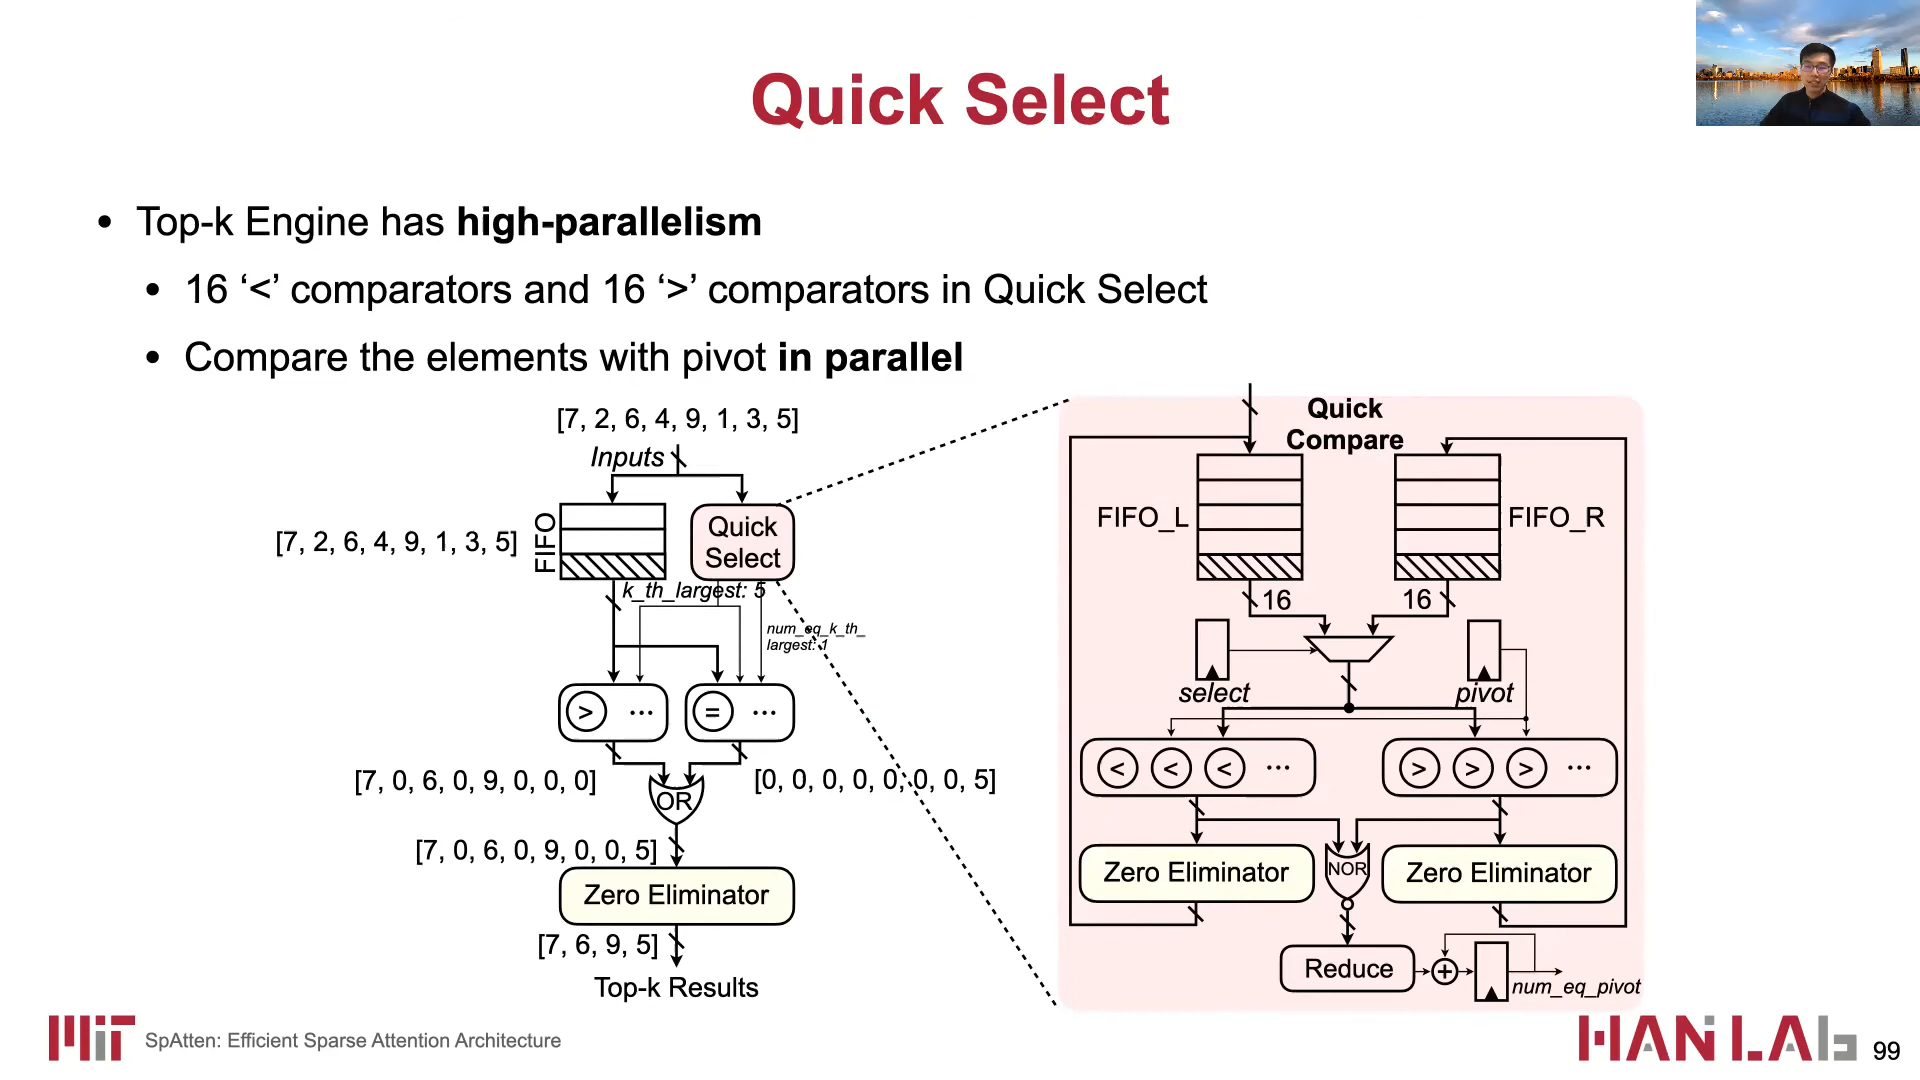 Quick Select
• Top-k Engine has high-parallelism
• 16 ‘<’ comparators and 16 ‘>’ comparators in Quick Select
• Compare the elements with pivot in parallel
[7, 2, 6, 4, 9, 1, 3, 5]
Inputs
[7, 2, 6, 4, 9, 1, 3, 5]
FIFO
Quick
Select
k_th_largest: 5
num_eq_k_th_
largest: 1
> ...
= ...
[7, 0, 6, 0, 9, 0, 0, 0]
[0, 0, 0, 0, 0, 0, 0, 5]
OR
[7, 0, 6, 0, 9, 0, 0, 5]
Zero Eliminator
[7, 6, 9, 5]
Top-k Results
Quick
Compare
FIFO_L
FIFO_R
16
16
select
pivot
< < < ...
> > > ...
Zero Eliminator
NOR
Zero Eliminator
Reduce
+
num_eq_pivot
MIT
SpAtten: Efficient Sparse Attention Architecture
HAN LAB
99